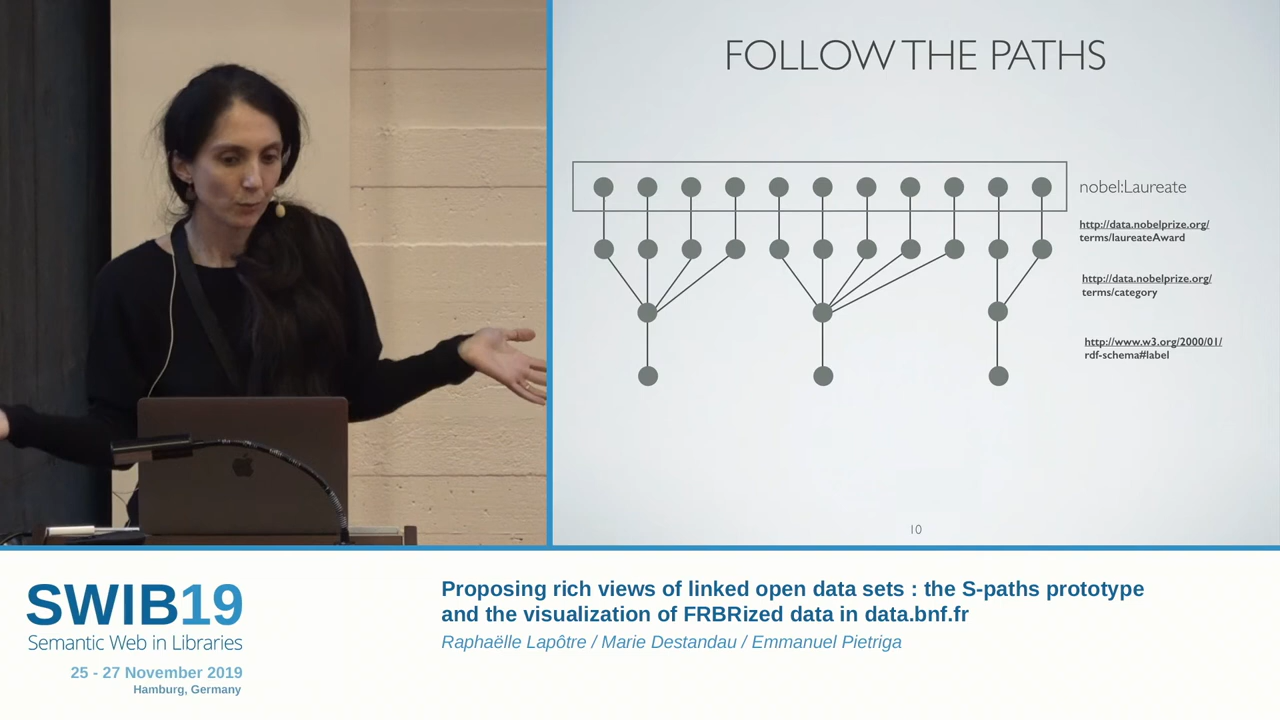 FOLLOW THE PATHS
nobel:Laureate
http://data.nobelprize.org/
terms/laureateAward
http://data.nobelprize.org/
terms/category
http://www.w3.org/2000/01/
rdf-schema#label
10
SWIB19
Semantic Web in Libraries
25 - 27 November 2019
Hamburg, Germany
Proposing rich views of linked open data sets : the S-paths prototype
and the visualization of FRBRized data in data.bnf.fr
Raphaëlle Lapôtre / Marie Destandau / Emmanuel Pietriga